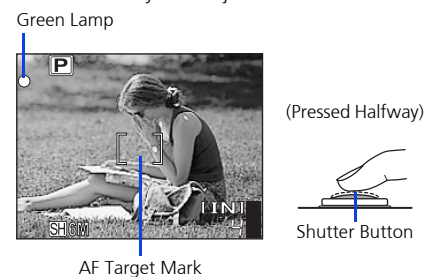 Green Lamp
P
(Pressed Halfway)
SH 6M
Shutter Button
AF Target Mark